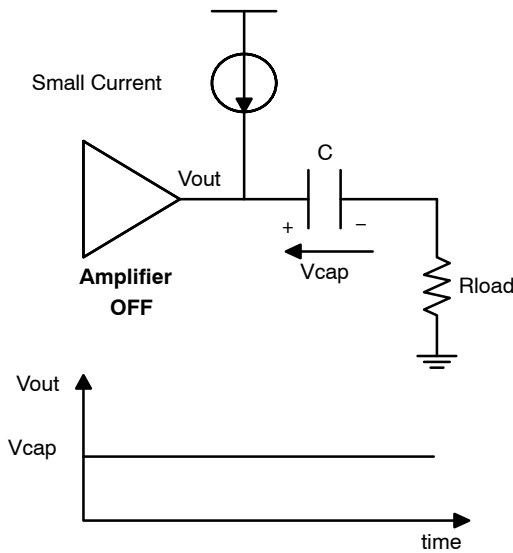 Small Current
C
Vout
+
−
Vcap
Amplifier
OFF
Rload
Vout
Vcap
time